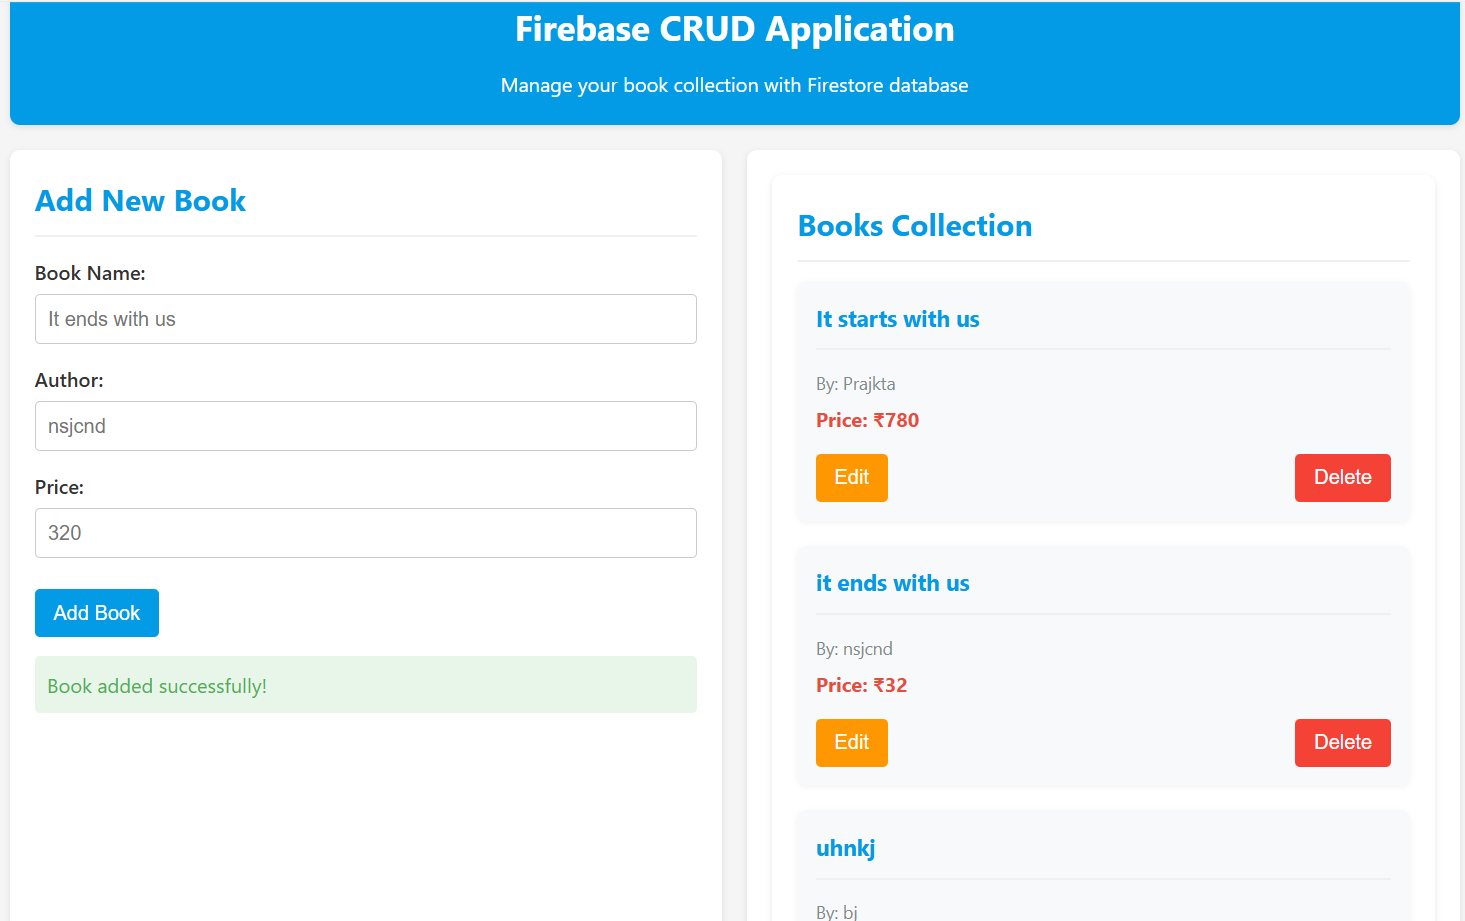 Firebase CRUD Application
Manage your book collection with Firestore database
Add New Book
Book Name:
It ends with us
Author:
nsjcnd
Price:
320
Add Book
Book added successfully!
Books Collection
It starts with us
By: Prajkta
Price: ₹780
Edit
Delete
it ends with us
By: nsjcnd
Price: ₹32
Edit
Delete
uhnkj
By: bj